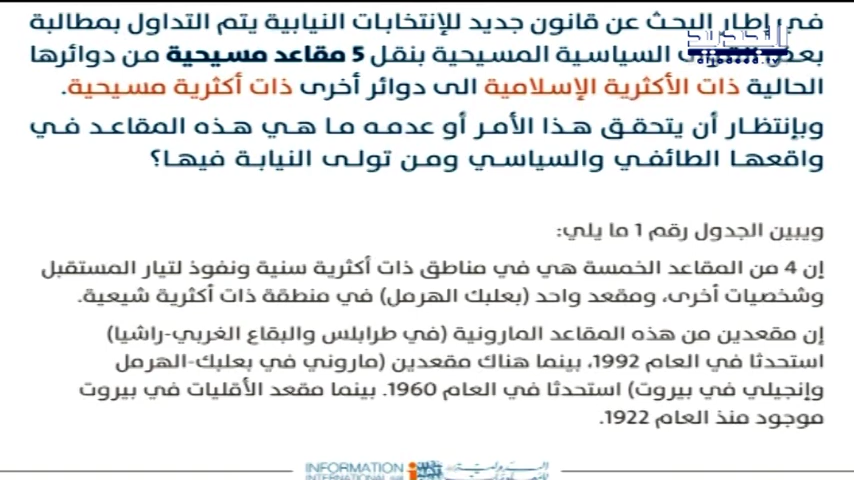 في إطار البحث عن قانون جديد للإنتخابات النيابية يتم التداول بمطالبة
السياسية المسيحية بنقل 5 مقاعد مسيحية من دوائرها
الحالية ذات الأكثرية الإسلامية الى دوائر أخرى ذات أكثرية مسيحية.
وبإنتظار أن يتحقق هذا الأمر أو عدمه ما هي هذه المقاعد في
واقعها الطائفي والسياسي ومن تولى النيابة فيها؟
ويبين الجدول رقم 1 ما يلي:
إن 4 من المقاعد الخمسة هي في مناطق ذات أكثرية سنية ونفوذ لتيار المستقبل
وشخصيات أخرى، ومقعد واحد (بعلبك الهرمل) في منطقة ذات أكثرية شيعية.
إن مقعدين من هذه المقاعد المارونية (في طرابلس والبقاع الغربي-راشيا)
استحدثا في العام 1992، بينما هناك مقعدين (ماروني في بعلبك-الهرمل
وإنجيلي في بيروت) استحدثا في العام 1960. بينما مقعد الأقليات في بيروت
موجود منذ العام 1922.
INFORMATION
INTERNATIONAL
الدولية